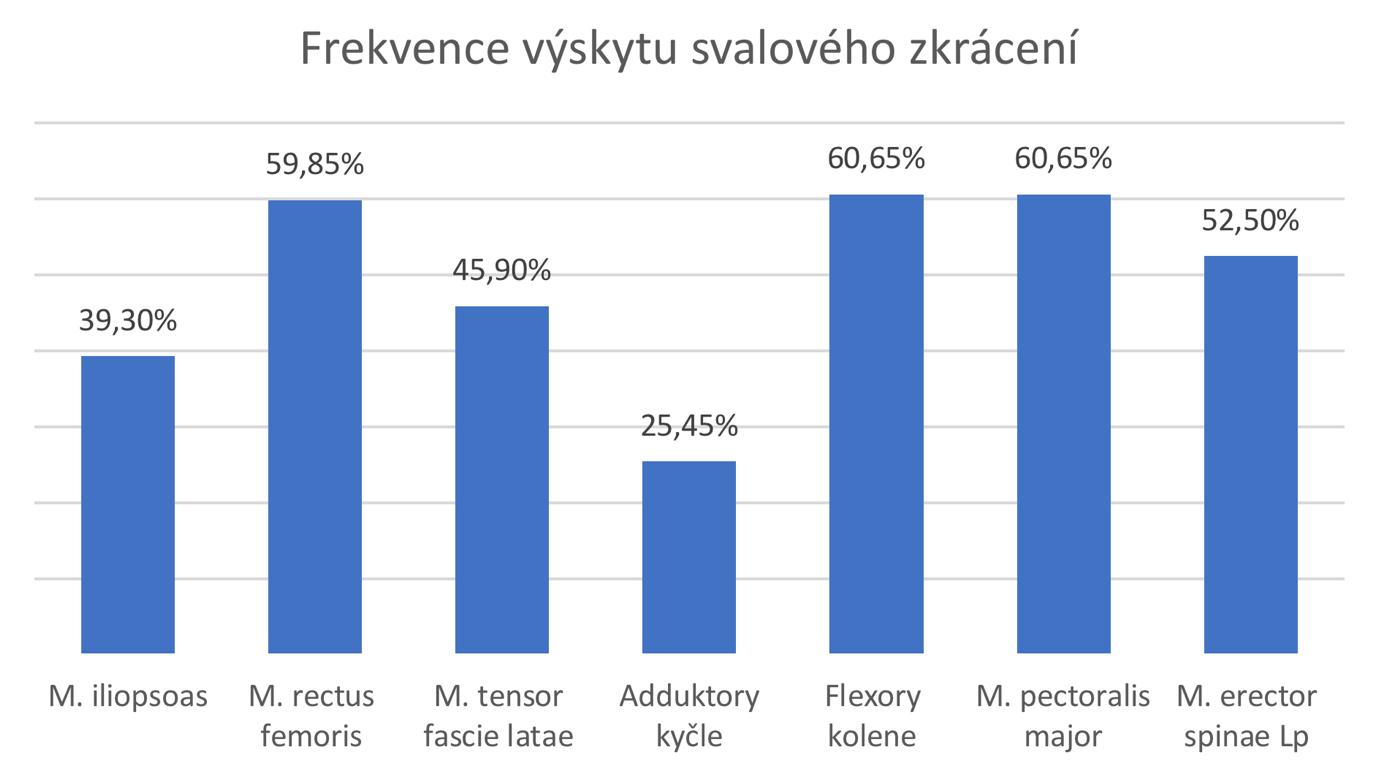 Frekvence výskytu svalového zkrácení
39,30%
59,85%
45,90%
25,45%
60,65%
60,65%
52,50%
M. iliopsoas
M. rectus
femoris
M. tensor
fascie latae
Adduktory
kyčle
Flexory
kolene
M. pectoralis
major
M. erector
spinae Lp